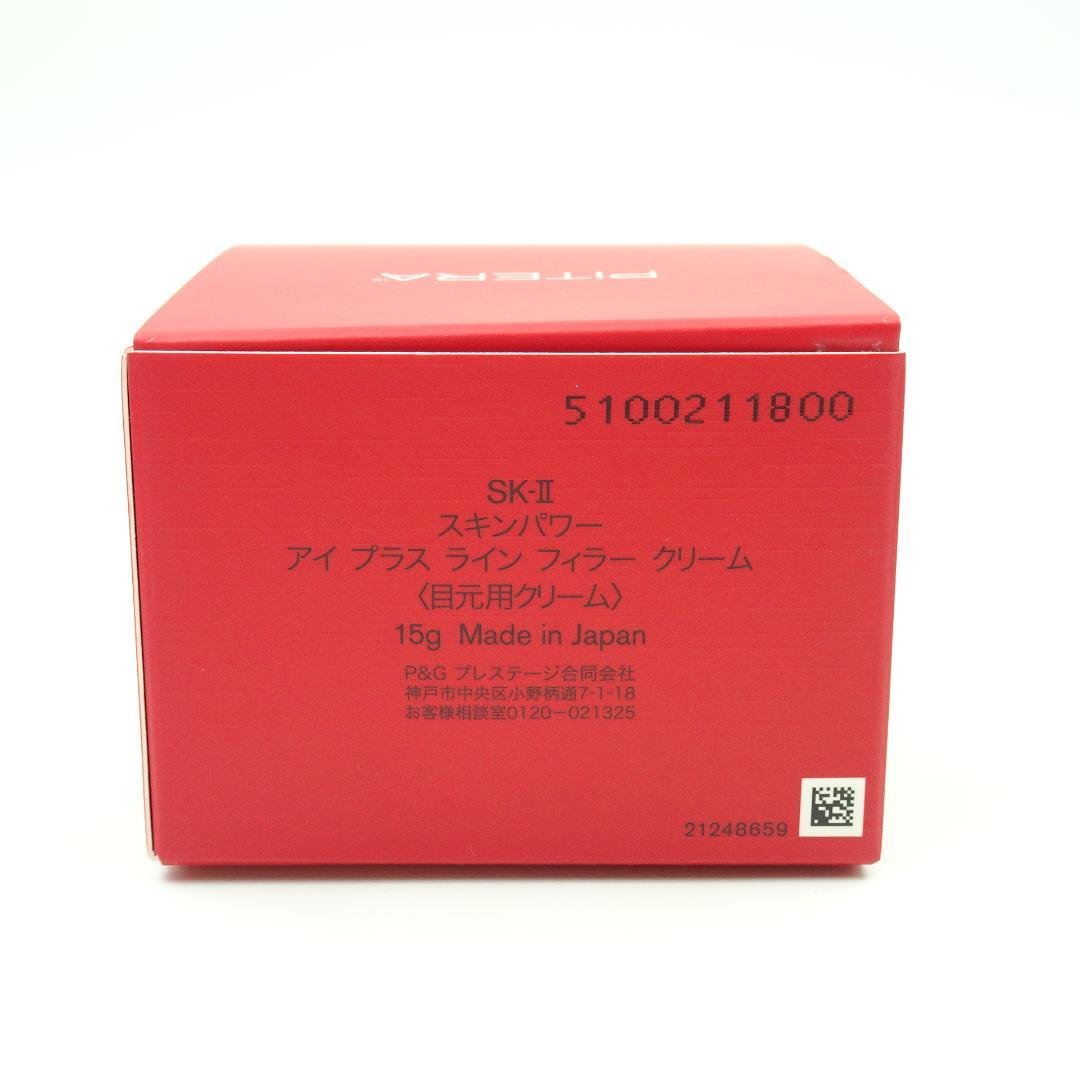 PITERA
5100211800
SK-Ⅱ
スキンパワー
アイ プラス ライン フィラー クリーム
〈目元用クリーム〉
15g Made in Japan
P&G プレステージ合同会社
神戸市中央区小野柄通7-1-18
お客様相談室0120-021325
21248659